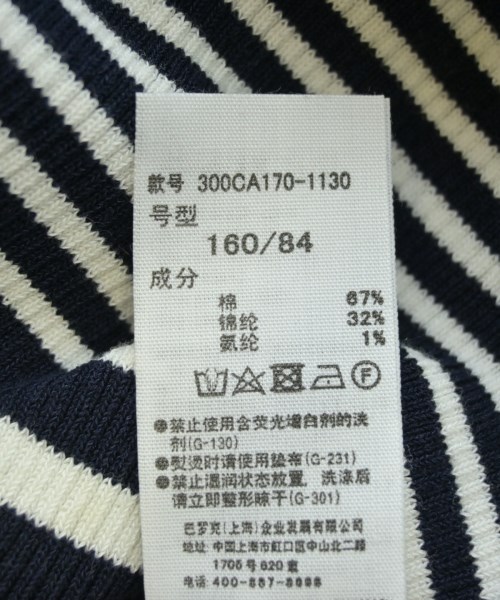 款号 300CA170-1130
号型
160/84
成分
棉 67%
锦纶 32%
氨纶 1%
F
●禁止使用含荧光增白剂的洗
剂(G-130)
●熨烫时请使用垫布(G-231)
●禁止湿润状态放置，洗涤后
请立即整形晾干(G-301)
巴罗克(上海)企业发展有限公司
地址: 中国上海市虹口区中山北二路
1705号620室
电话: